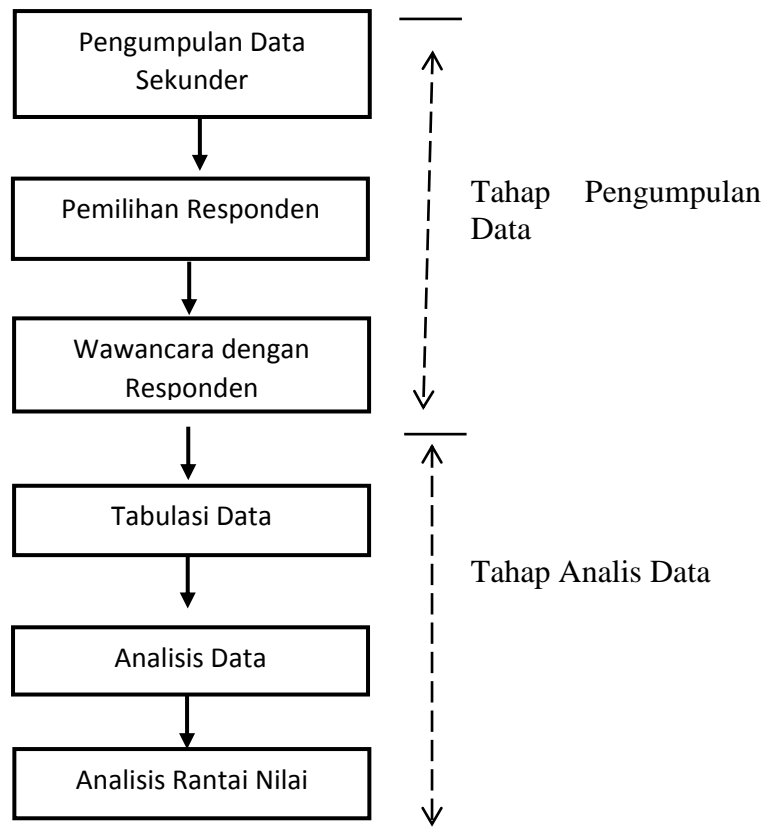 Pengumpulan Data
Sekunder
Pemilihan Responden
Tahap Pengumpulan
Data
Wawancara dengan
Responden
Tabulasi Data
Tahap Analis Data
Analisis Data
Analisis Rantai Nilai